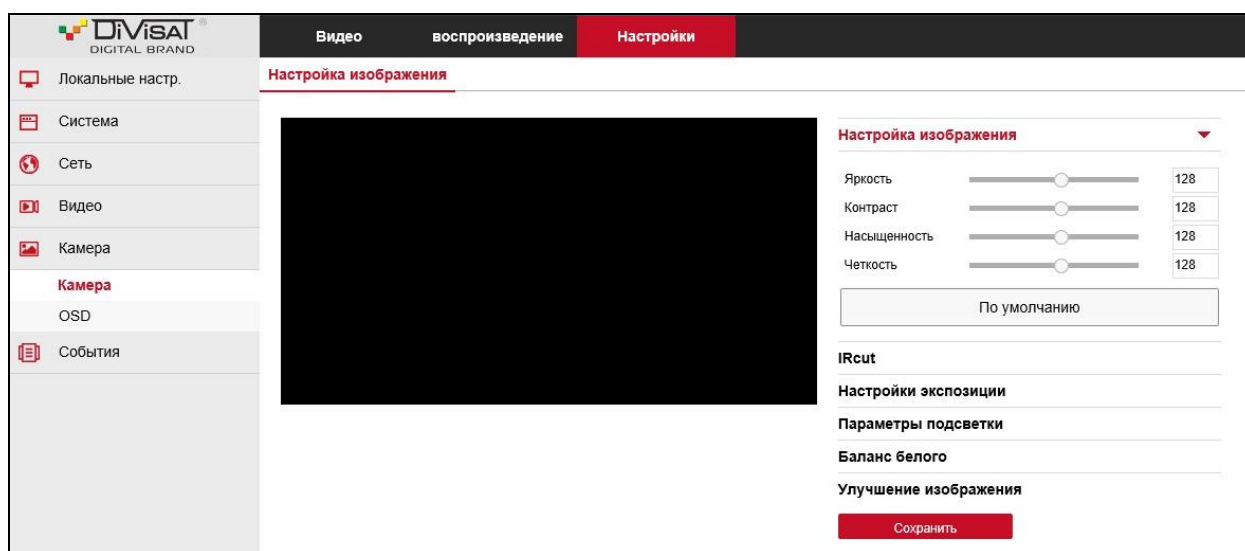 DiViSAT®
DIGITAL BRAND
Видео воспроизведение Настройки
Локальные настр.
Система
Сеть
Видео
Камера
Камера
OSD
События
Настройка изображения
Настройка изображения
Яркость 128
Контраст 128
Насыщенность 128
Четкость 128
По умолчанию
IRcut
Настройки экспозиции
Параметры подсветки
Баланс белого
Улучшение изображения
Сохранить